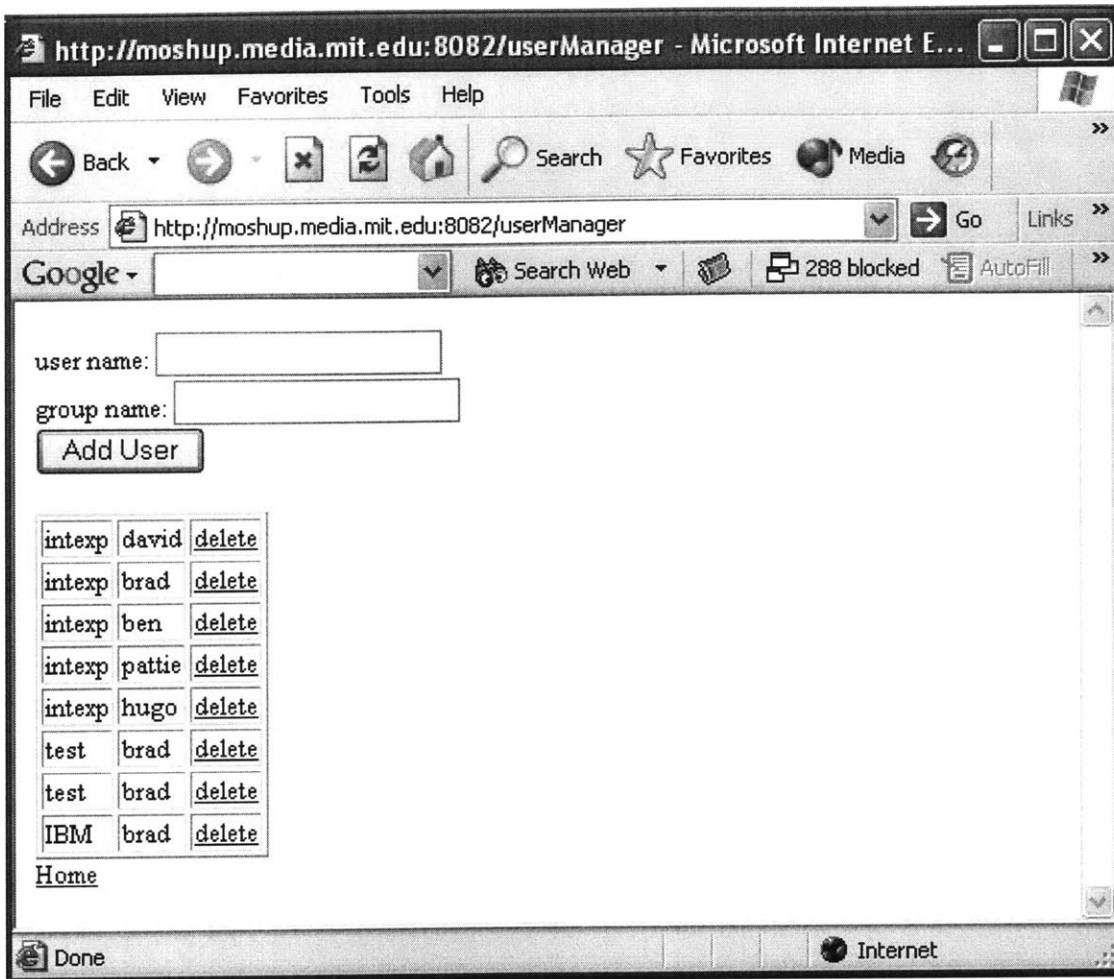 http://moshup.media.mit.edu:8082/userManager - Microsoft Internet E...
File Edit View Favorites Tools Help
Back Search Favorites Media »
Address http://moshup.media.mit.edu:8082/userManager Go Links »
Google Search Web 288 blocked AutoFill »
user name:
group name:
Add User
intexp david delete
intexp brad delete
intexp ben delete
intexp pattie delete
intexp hugo delete
test brad delete
test brad delete
IBM brad delete
Home
Done Internet